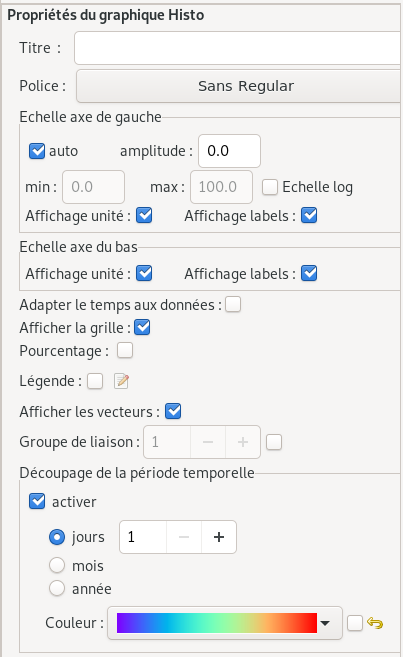 Propriétés du graphique Histo
Titre :
Police : Sans Regular
Echelle axe de gauche
auto amplitude : 0.0
min : 0.0 max : 100.0 Echelle log
Affichage unité : Affichage labels :
Echelle axe du bas
Affichage unité : Affichage labels :
Adapter le temps aux données :
Afficher la grille :
Pourcentage :
Légende :
Afficher les vecteurs :
Groupe de liaison : 1 − +
Découpage de la période temporelle
activer
jours 1 − +
mois
année
Couleur :